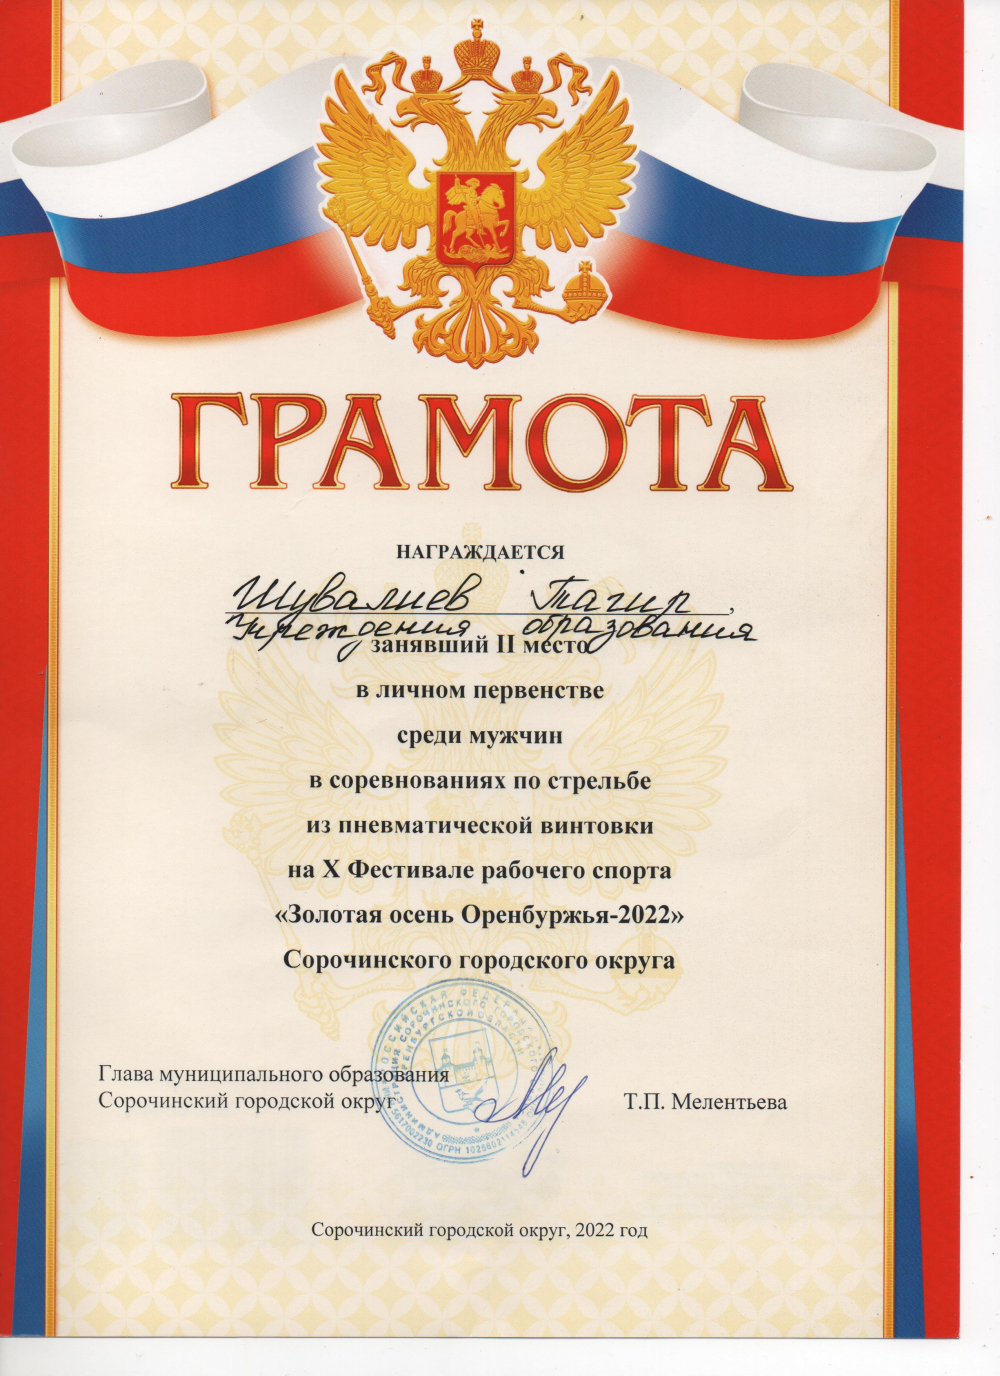 ГРАМОТА
НАГРАЖДАЕТСЯ
Шувалиев Тагир,
Учреждения образования
занявший II место
в личном первенстве
среди мужчин
в соревнованиях по стрельбе
из пневматической винтовки
на X Фестивале рабочего спорта
«Золотая осень Оренбуржья-2022»
Сорочинского городского округа
Глава муниципального образования
Сорочинский городской округ
Т.П. Мелентьева
Сорочинский городской округ, 2022 год